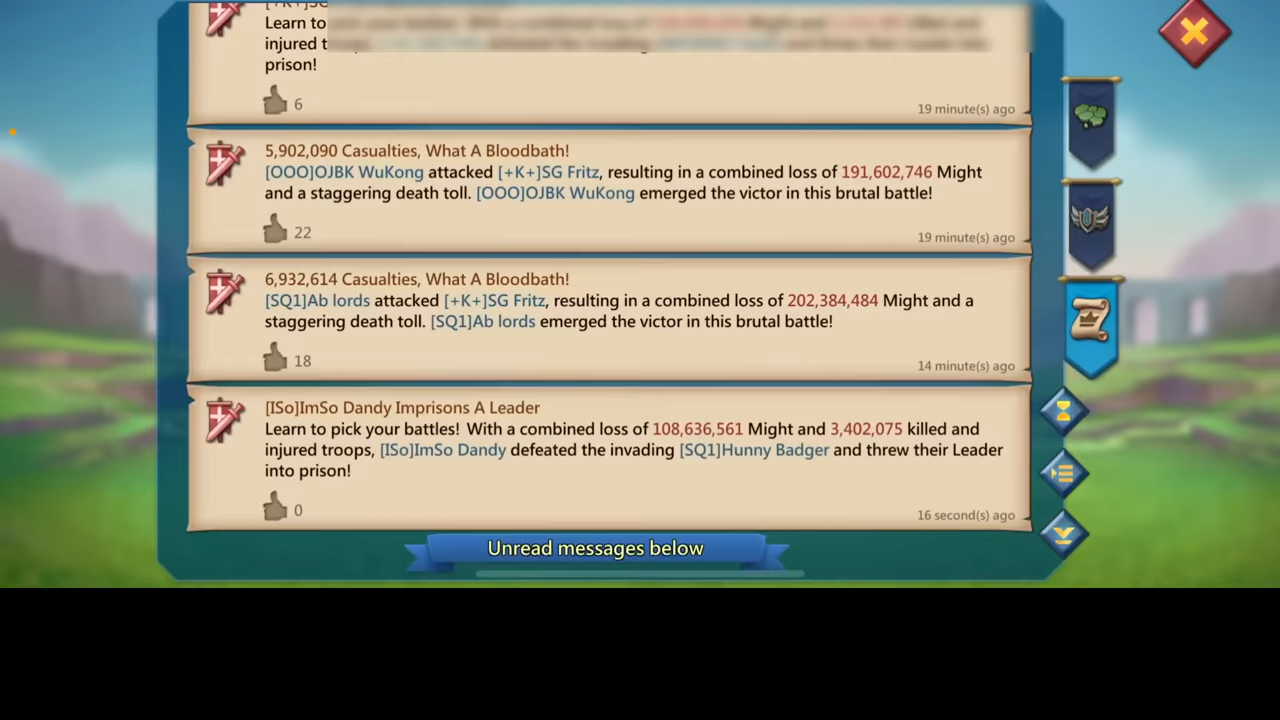 Learn to
injured t
prison!
6
19 minute(s) ago
5,902,090 Casualties, What A Bloodbath!
[OOO]OJBK WuKong attacked [+K+]SG Fritz, resulting in a combined loss of 191,602,746 Might
and a staggering death toll. [OOO]OJBK WuKong emerged the victor in this brutal battle!
22
19 minute(s) ago
6,932,614 Casualties, What A Bloodbath!
[SQ1]Ab lords attacked [+K+]SG Fritz, resulting in a combined loss of 202,384,484 Might and a
staggering death toll. [SQ1]Ab lords emerged the victor in this brutal battle!
18
14 minute(s) ago
[ISo]ImSo Dandy Imprisons A Leader
Learn to pick your battles! With a combined loss of 108,636,561 Might and 3,402,075 killed and
injured troops, [ISo]ImSo Dandy defeated the invading [SQ1]Hunny Badger and threw their Leader
into prison!
0
16 second(s) ago
Unread messages below